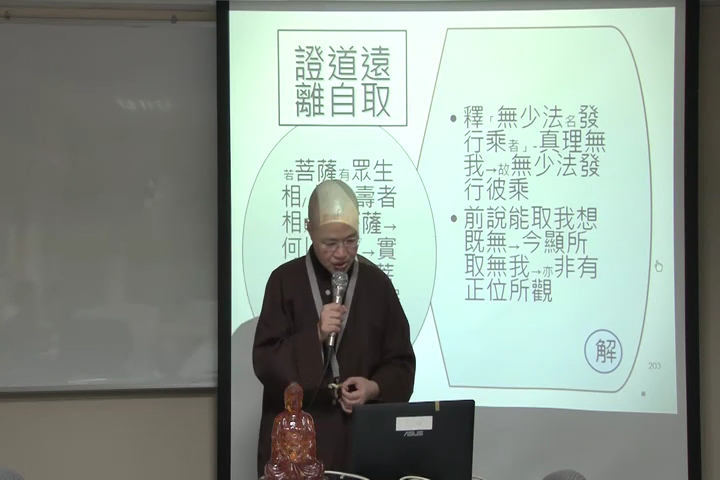 證道遠
離自取
若菩薩有眾生
相
壽者
相
薩→
何以
→實
菩
• 釋「無少法名發
行乘者」-真理無
我→故無少法發
行彼乘
• 前說能取我想
既無→今顯所
取無我→亦非有
正位所觀
解
203
ASUS